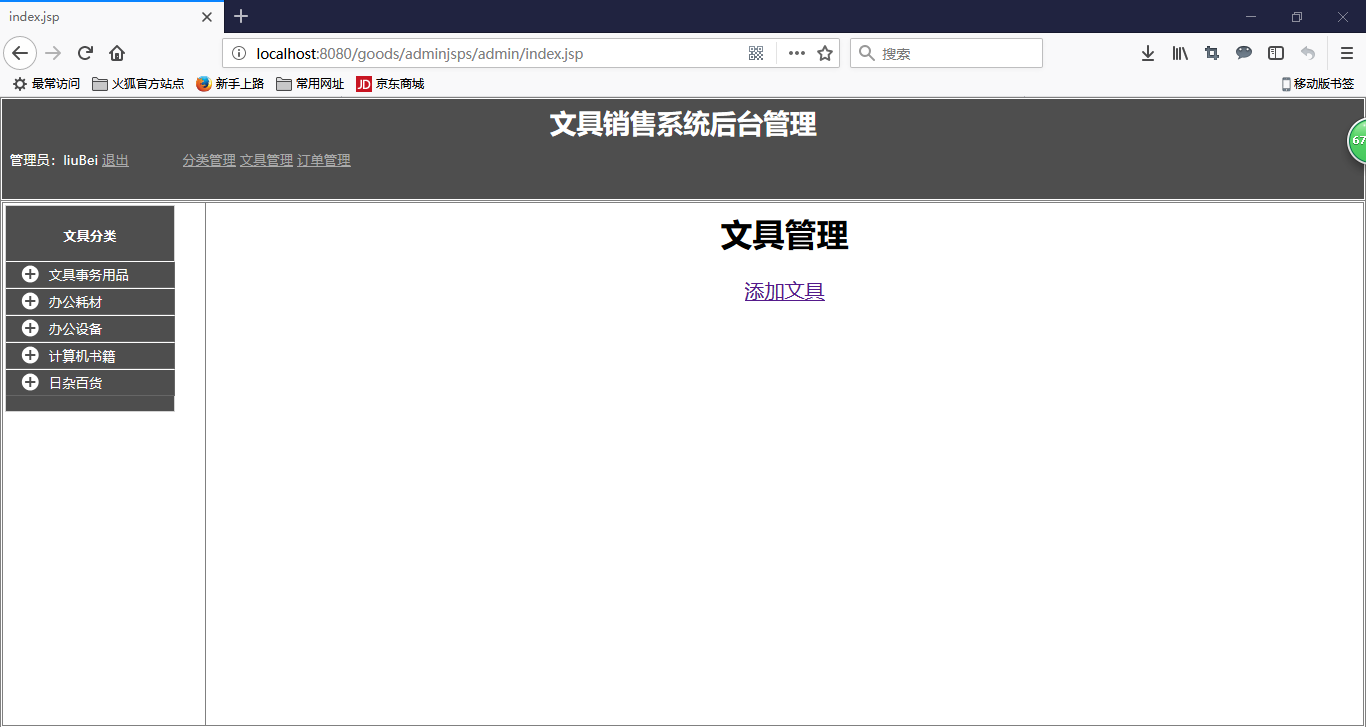 index.jsp
localhost:8080/goods/adminjsps/admin/index.jsp
搜索
最常访问 火狐官方站点 新手上路 常用网址 JD 京东商城 移动版书签
文具销售系统后台管理
67
管理员：liuBei 退出 分类管理 文具管理 订单管理
文具分类
文具事务用品
办公耗材
办公设备
计算机书籍
日杂百货
文具管理
添加文具